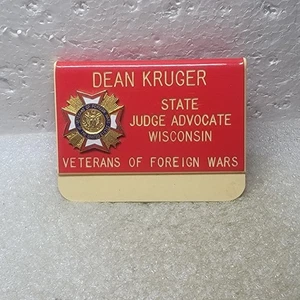 DEAN KRUGER
STATE
JUDGE ADVOCATE
WISCONSIN
VETERANS OF FOREIGN WARS